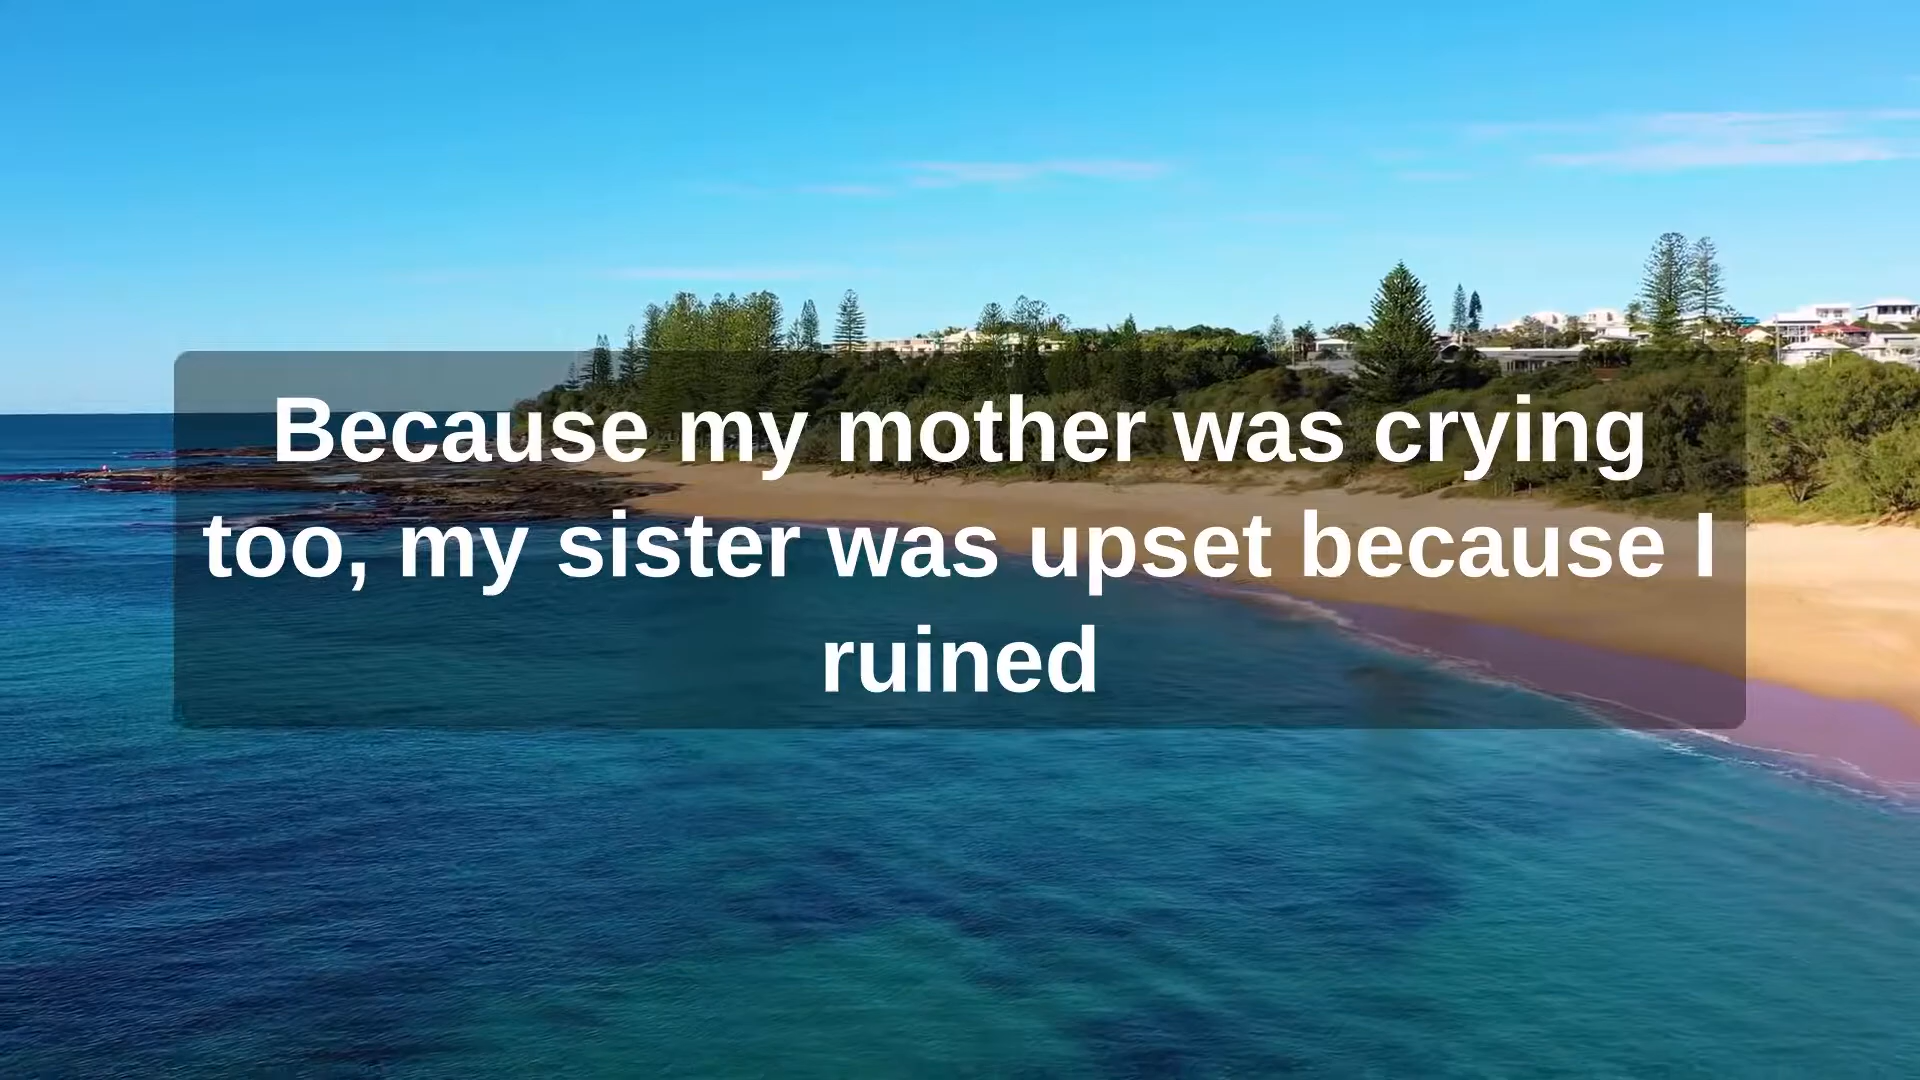 Because my mother was crying
too, my sister was upset because I
ruined